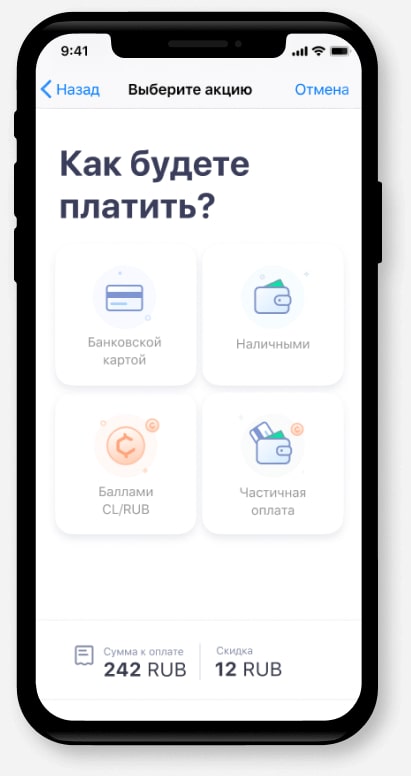 9:41
Назад Выберите акцию Отмена
Как будете
платить?
Банковской
картой
Наличными
Баллами
CL/RUB
Частичная
оплата
Сумма к оплате
242 RUB
Скидка
12 RUB